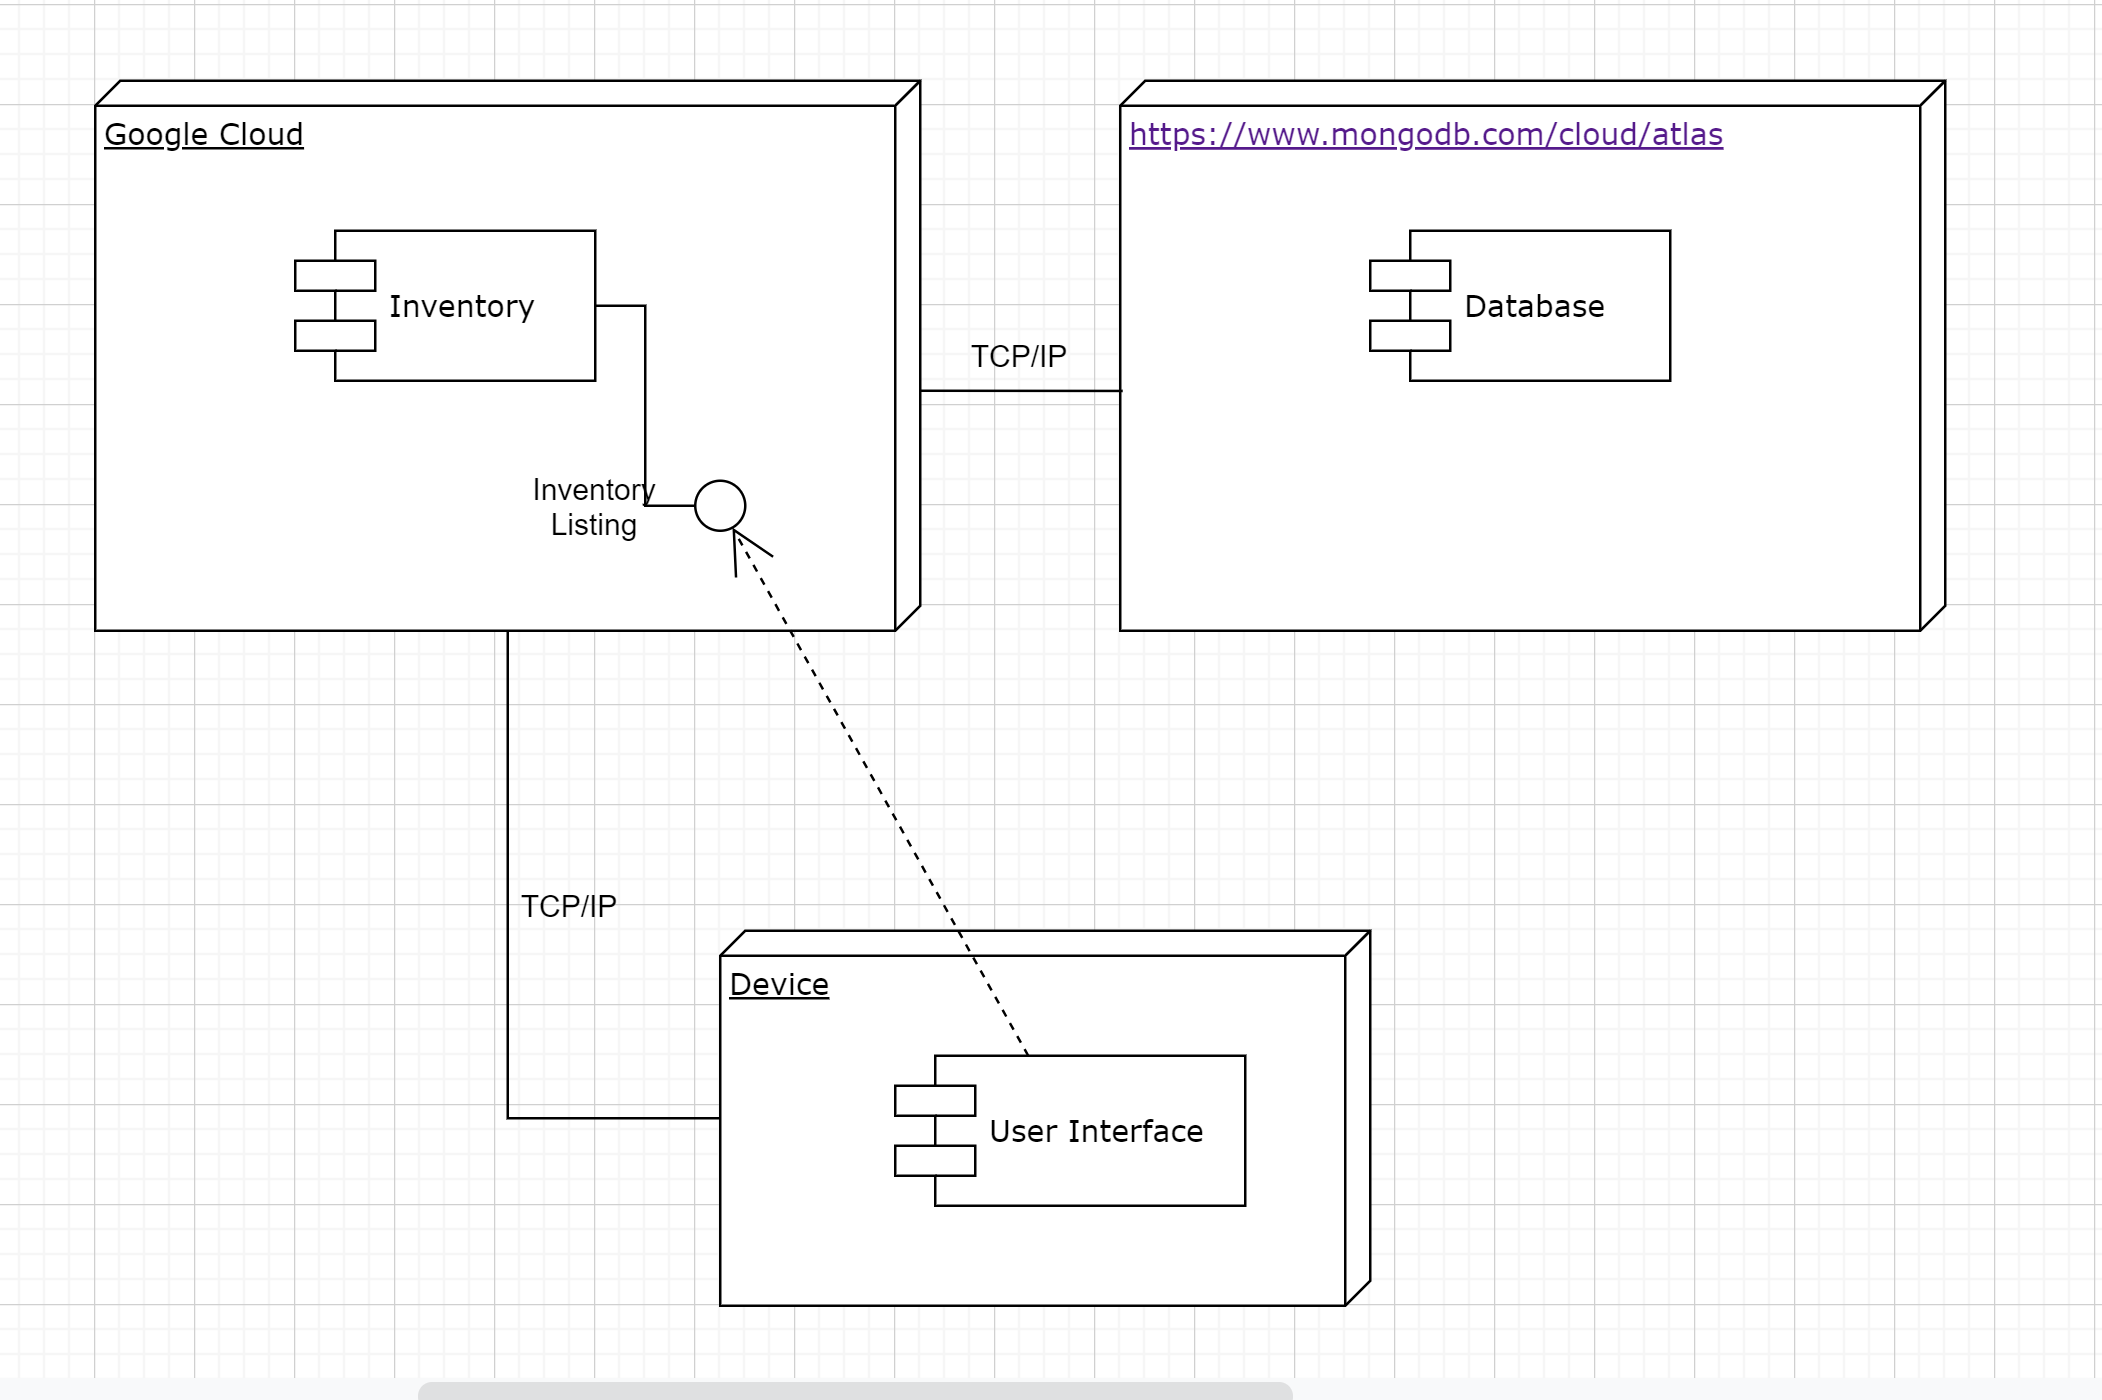 Google Cloud
https://www.mongodb.com/cloud/atlas
Inventory
Database
TCP/IP
Inventory
Listing
TCP/IP
Device
User Interface